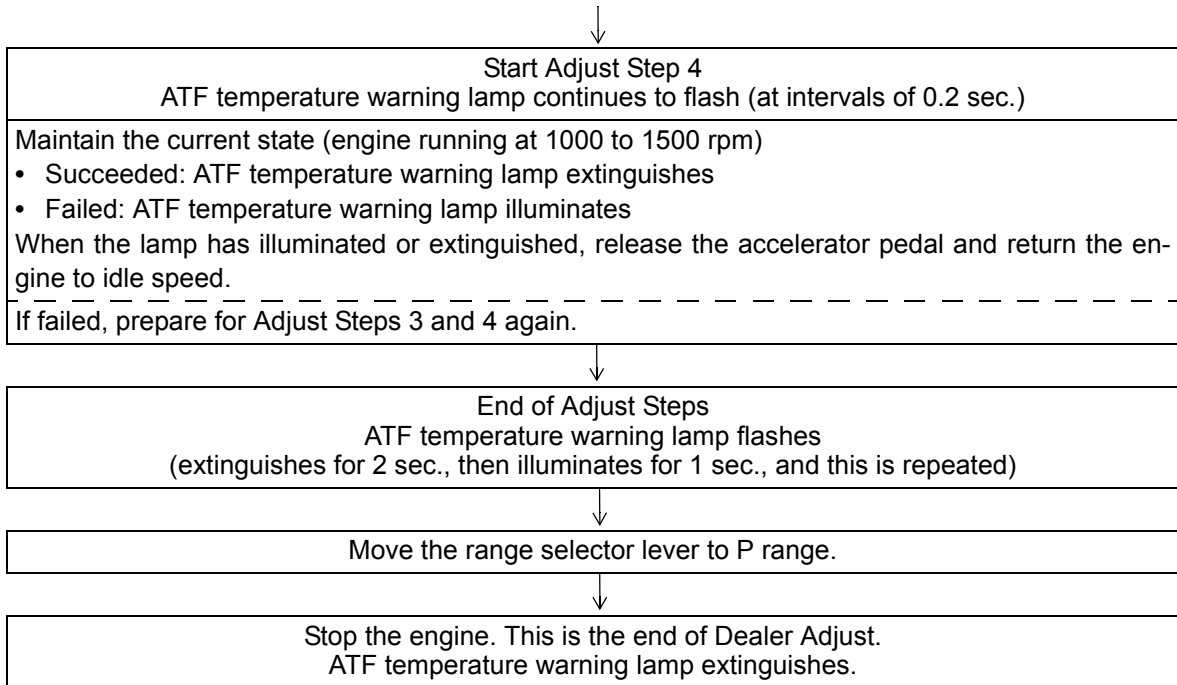 Start Adjust Step 4
ATF temperature warning lamp continues to flash (at intervals of 0.2 sec.)
Maintain the current state (engine running at 1000 to 1500 rpm)
• Succeeded: ATF temperature warning lamp extinguishes
• Failed: ATF temperature warning lamp illuminates
When the lamp has illuminated or extinguished, release the accelerator pedal and return the en-
gine to idle speed.
If failed, prepare for Adjust Steps 3 and 4 again.
End of Adjust Steps
ATF temperature warning lamp flashes
(extinguishes for 2 sec., then illuminates for 1 sec., and this is repeated)
Move the range selector lever to P range.
Stop the engine. This is the end of Dealer Adjust.
ATF temperature warning lamp extinguishes.